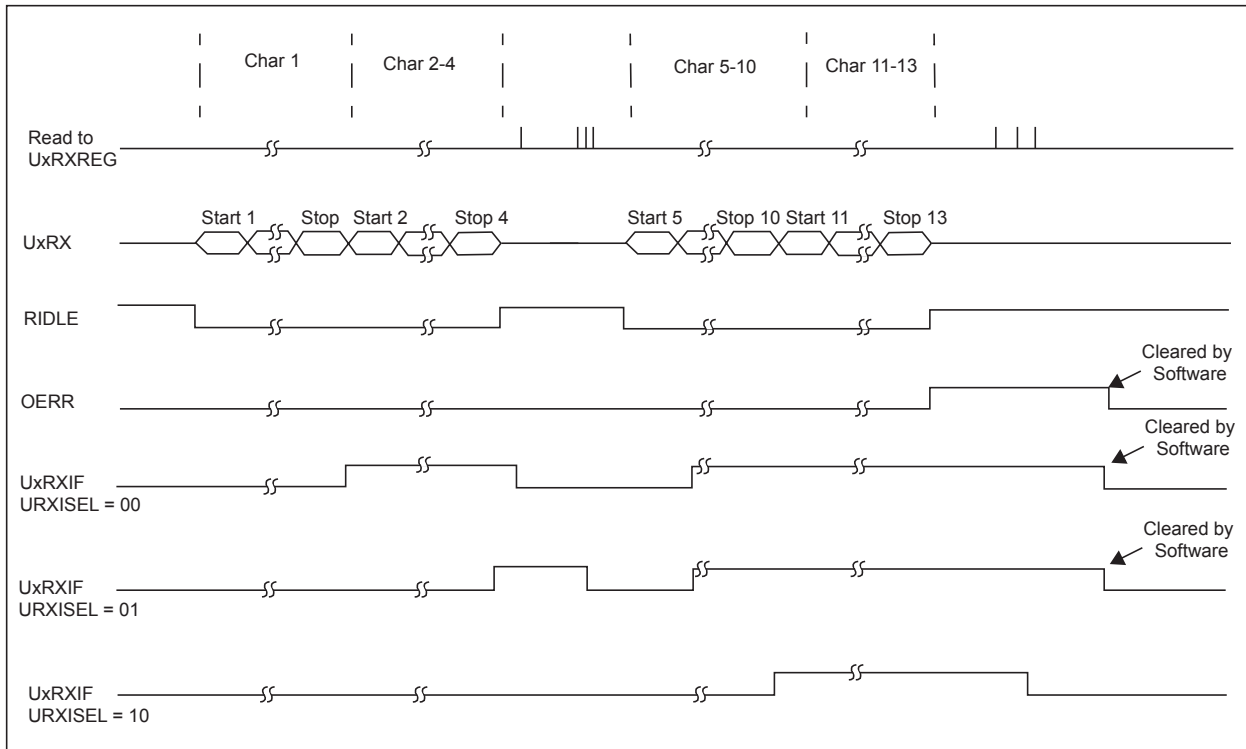 Char 1
Char 2-4
Char 5-10
Char 11-13
Read to
UxRXREG
Start 1
Stop
Start 2
Stop 4
Start 5
Stop 10
Start 11
Stop 13
UxRX
RIDLE
Cleared by
Software
OERR
Cleared by
Software
UxRXIF
URXISEL = 00
Cleared by
Software
UxRXIF
URXISEL = 01
UxRXIF
URXISEL = 10